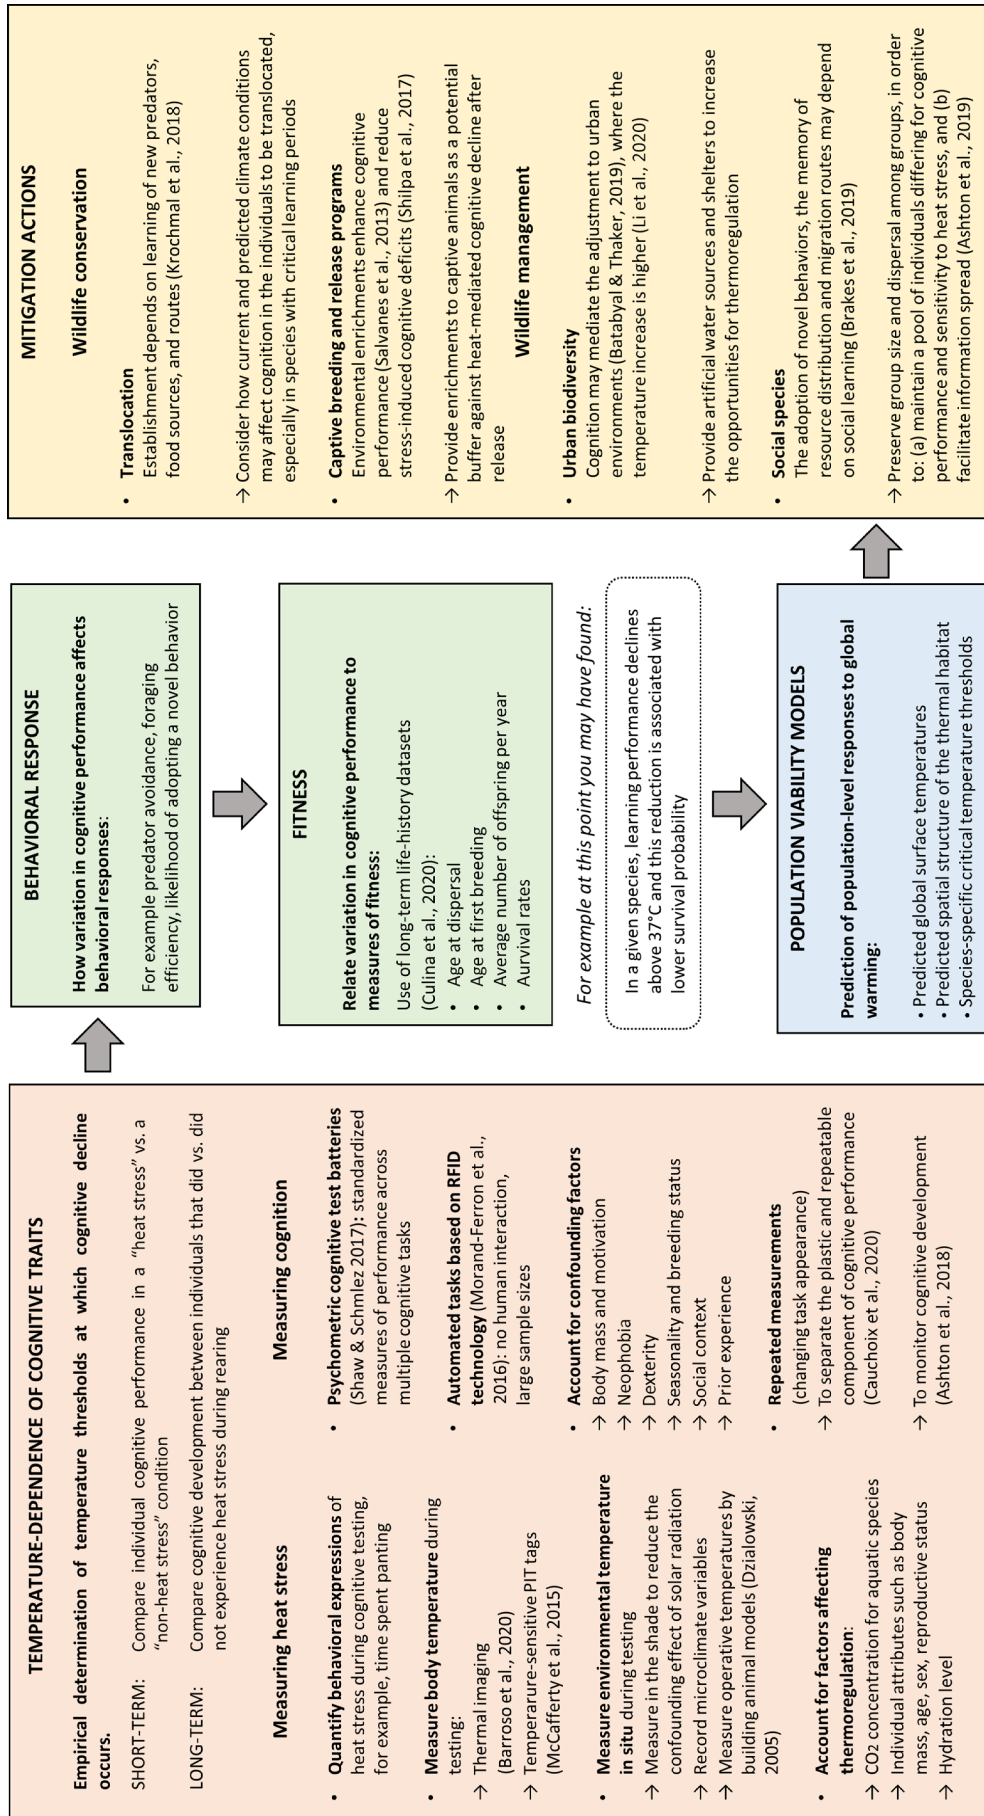 TEMPERATURE-DEPENDENCE OF COGNITIVE TRAITS
Empirical determination of temperature thresholds at which cognitive decline
occurs.
SHORT-TERM: Compare individual cognitive performance in a “heat stress” vs. a
“non-heat stress” condition
LONG-TERM: Compare cognitive development between individuals that did vs. did
not experience heat stress during rearing
Measuring heat stress
• Quantify behavioral expressions of
heat stress during cognitive testing,
for example, time spent panting
• Measure body temperature during
testing:
→ Thermal imaging
(Barroso et al., 2020)
→ Temperarure-sensitive PIT tags
(McCafferty et al., 2015)
• Measure environmental temperature
in situ during testing
→ Measure in the shade to reduce the
confounding effect of solar radiation
→ Record microclimate variables
→ Measure operative temperatures by
building animal models (Dzialowski,
2005)
• Account for factors affecting
thermoregulation:
→ CO2 concentration for aquatic species
→ Individual attributes such as body
mass, age, sex, reproductive status
→ Hydration level
Measuring cognition
• Psychometric cognitive test batteries
(Shaw & Schmlez 2017): standardized
measures of performance across
multiple cognitive tasks
• Automated tasks based on RFID
technology (Morand-Ferron et al.,
2016): no human interaction,
large sample sizes
• Account for confounding factors
→ Body mass and motivation
→ Neophobia
→ Dexterity
→ Seasonality and breeding status
→ Social context
→ Prior experience
• Repeated measurements
(changing task appearance)
→ To separate the plastic and repeatable
component of cognitive performance
(Cauchoix et al., 2020)
→ To monitor cognitive development
(Ashton et al., 2018)
BEHAVIORAL RESPONSE
How variation in cognitive performance affects
behavioral responses:
For example predator avoidance, foraging
efficiency, likelihood of adopting a novel behavior
FITNESS
Relate variation in cognitive performance to
measures of fitness:
Use of long-term life-history datasets
(Culina et al., 2020):
• Age at dispersal
• Age at first breeding
• Average number of offspring per year
• Aurvival rates
For example at this point you may have found:
In a given species, learning performance declines
above 37°C and this reduction is associated with
lower survival probability
POPULATION VIABILITY MODELS
Prediction of population-level responses to global
warming:
• Predicted global surface temperatures
• Predicted spatial structure of the thermal habitat
• Species-specific critical temperature thresholds
MITIGATION ACTIONS
Wildlife conservation
• Translocation
Establishment depends on learning of new predators,
food sources, and routes (Krochmal et al., 2018)
→ Consider how current and predicted climate conditions
may affect cognition in the individuals to be translocated,
especially in species with critical learning periods
• Captive breeding and release programs
Environmental enrichments enhance cognitive
performance (Salvanes et al., 2013) and reduce
stress-induced cognitive deficits (Shilpa et al., 2017)
→ Provide enrichments to captive animals as a potential
buffer against heat-mediated cognitive decline after
release
Wildlife management
• Urban biodiversity
Cognition may mediate the adjustment to urban
environments (Batabyal & Thaker, 2019), where the
temperature increase is higher (Li et al., 2020)
→ Provide artificial water sources and shelters to increase
the opportunities for thermoregulation
• Social species
The adoption of novel behaviors, the memory of
resource distribution and migration routes may depend
on social learning (Brakes et al., 2019)
→ Preserve group size and dispersal among groups, in order
to: (a) maintain a pool of individuals differing for cognitive
performance and sensitivity to heat stress, and (b)
facilitate information spread (Ashton et al., 2019)